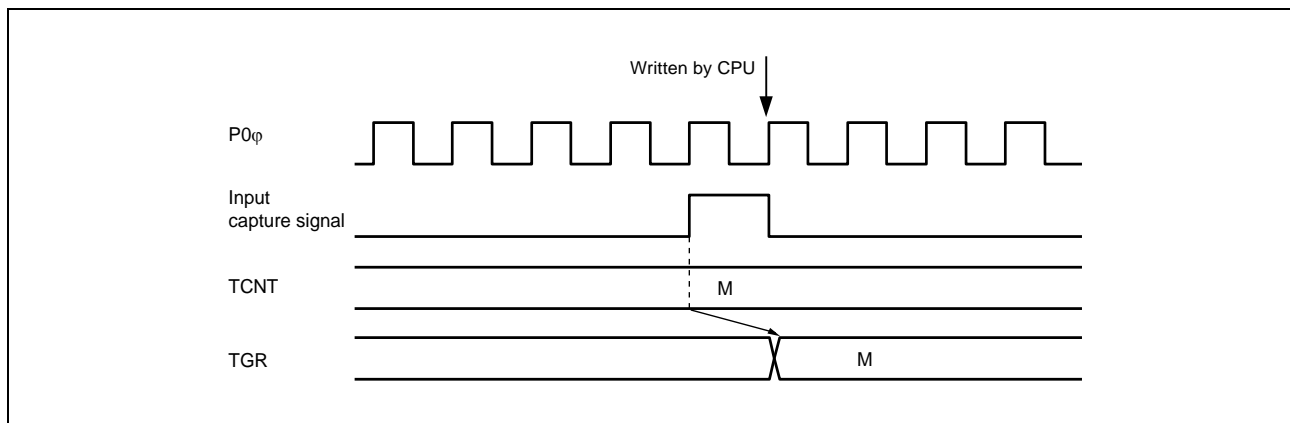 Written by CPU
P0φ
Input
capture signal
TCNT
M
TGR
M